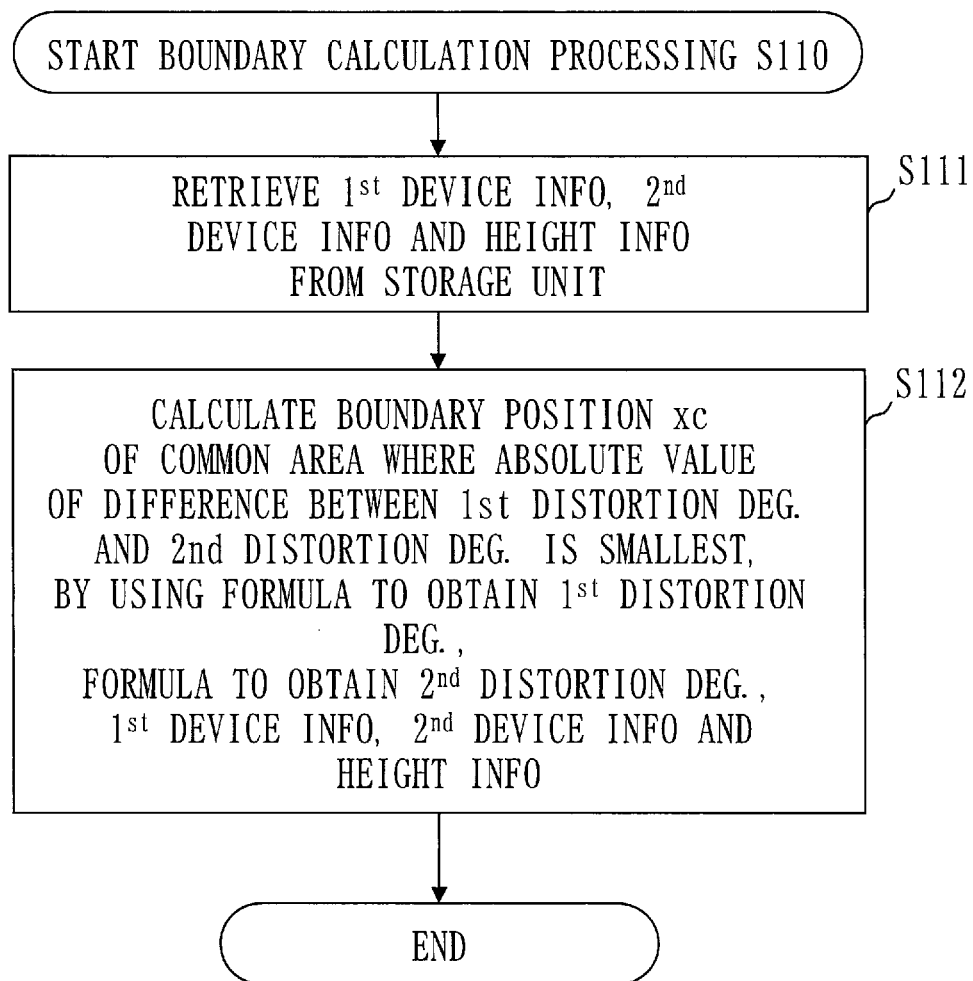 START BOUNDARY CALCULATION PROCESSING S110
S111
RETRIEVE 1st DEVICE INFO, 2nd
DEVICE INFO AND HEIGHT INFO
FROM STORAGE UNIT
S112
CALCULATE BOUNDARY POSITION xc
OF COMMON AREA WHERE ABSOLUTE VALUE
OF DIFFERENCE BETWEEN 1st DISTORTION DEG.
AND 2nd DISTORTION DEG. IS SMALLEST,
BY USING FORMULA TO OBTAIN 1st DISTORTION
DEG.,
FORMULA TO OBTAIN 2nd DISTORTION DEG.,
1st DEVICE INFO, 2nd DEVICE INFO AND
HEIGHT INFO
END